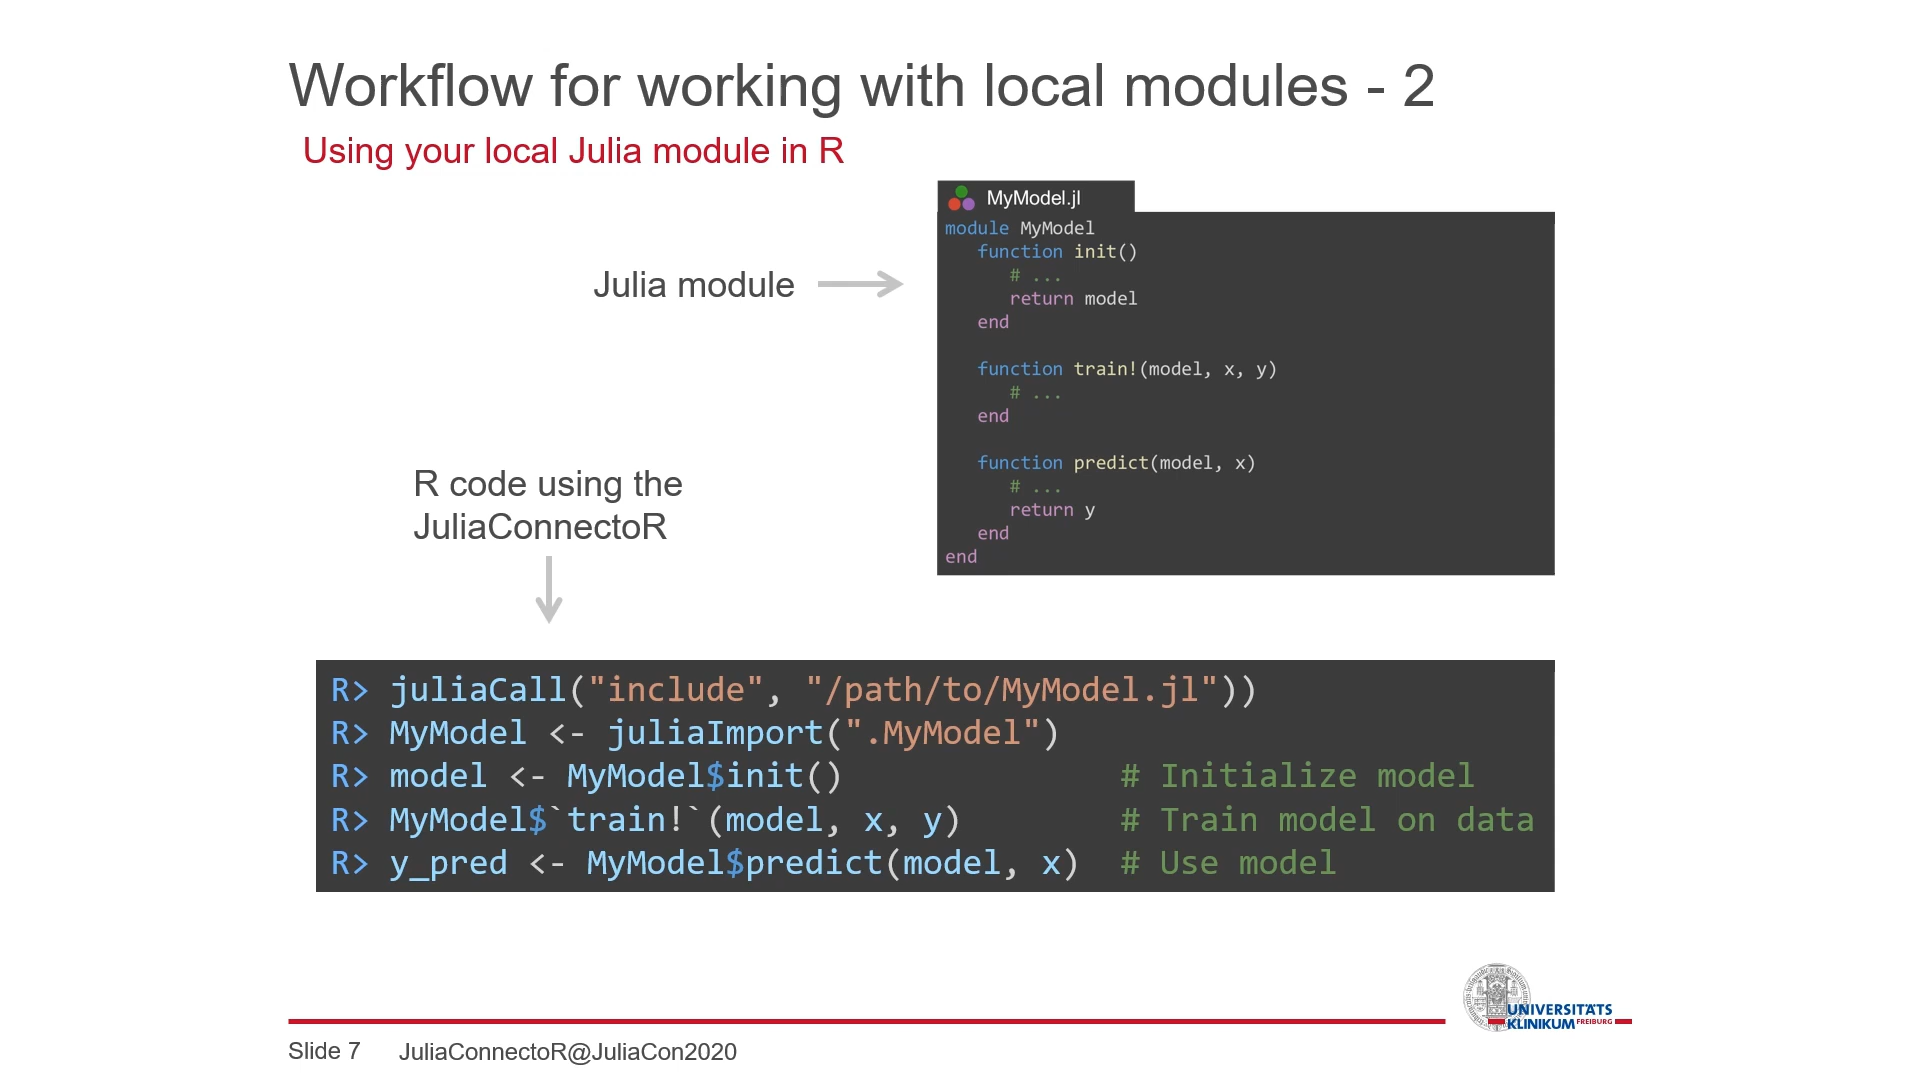 Workflow for working with local modules - 2
Using your local Julia module in R
MyModel.jl
module MyModel
   function init()
      # ...
      return model
   end

   function train!(model, x, y)
      # ...
   end

   function predict(model, x)
      # ...
      return y
   end
end
Julia module
R code using the
JuliaConnectoR
R> juliaCall("include", "/path/to/MyModel.jl"))
R> MyModel <- juliaImport(".MyModel")
R> model <- MyModel$init()              # Initialize model
R> MyModel$`train!`(model, x, y)        # Train model on data
R> y_pred <- MyModel$predict(model, x)  # Use model
UNIVERSITÄTS
KLINIKUM FREIBURG
Slide 7 JuliaConnectoR@JuliaCon2020